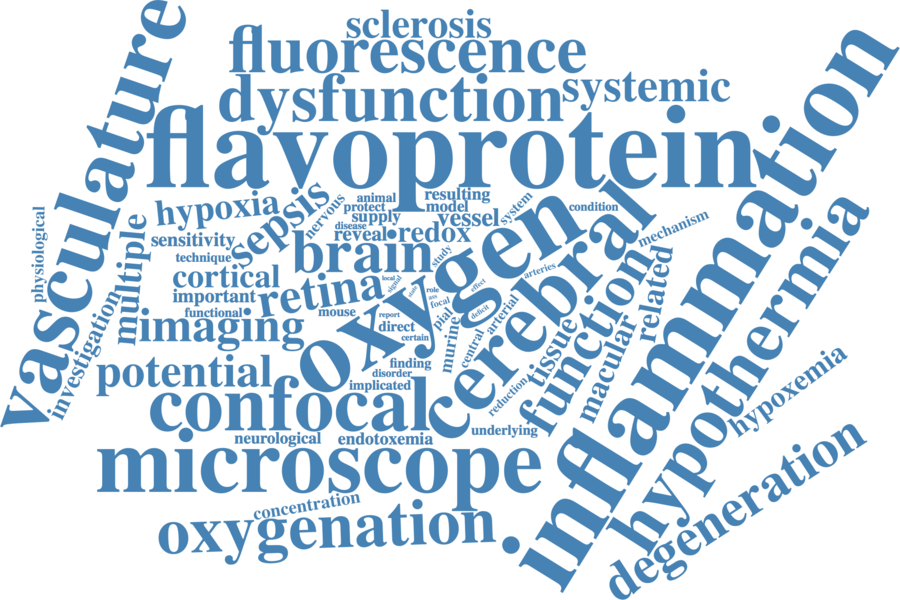 sclerosis
fluorescence
vasculature
dysfunction
systemic
flavoprotein
inflammation
hypoxia
sepsis
nervous
animal
protect
resulting
model
supply
vessel
system
condition
disease
reveal
redox
physiological
multiple
sensitivity
technique
brain
study
oxygen
cerebral
mechanism
hypothermia
cortical
important
functional
retina
local
signal
state
role
effect
arteries
mouse
focal
deficit
pial
arterial
function
related
investigation
imaging
report
direct
certain
murine
central
tissue
macular
potential
finding
disorder
implicated
reduction
hypoxemia
confocal
neurological
endotoxemia
underlying
microscope
degeneration
concentration
oxygenation